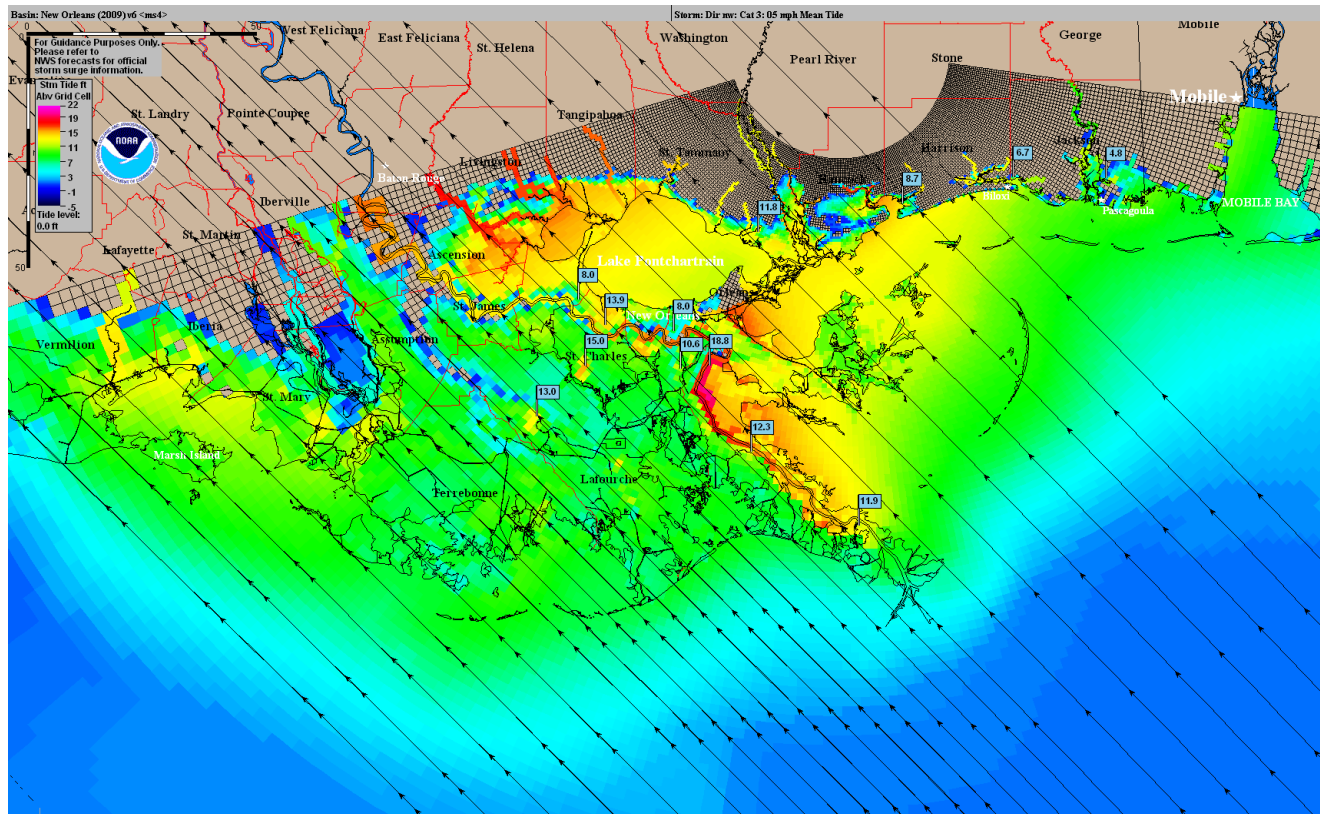 Basin: New Orleans (2009) v6 <ms4>
Storm: Dir nw: Cat 3: 05 mph Mean Tide
0
50
For Guidance Purposes Only.
Please refer to
NWS forecasts for official
storm surge information.
Stm Tide ft
Abv Grid Cell
22
19
15
11
7
3
-1
-5
Tide level:
0.0 ft
50
NOAA
West Feliciana
East Feliciana
St. Helena
Washington
Pearl River
Stone
George
Mobile
St. Landry
Pointe Coupee
Tangipahoa
Mobile
Livingston
St. Tammany
Harrison
6.7
4.8
Baton Rouge
8.7
Iberville
Biloxi
Pascagoula
MOBILE BAY
11.8
Lafayette
St. Martin
Ascension
Lake Pontchartrain
8.0
Orleans
13.9
8.0
St. James
New Orleans
Iberia
Assumption
Vermilion
15.0
St. Charles
10.6
18.8
St. Mary
13.0
12.3
G
Marsh Island
Terrebonne
Lafourche
11.9